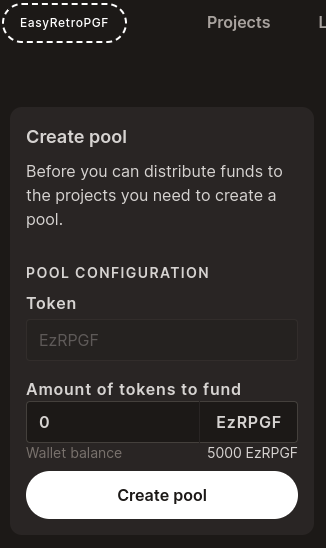 EasyRetroPGF
Projects
L
Create pool
Before you can distribute funds to
the projects you need to create a
pool.
POOL CONFIGURATION
Token
EzRPGF
Amount of tokens to fund
0 EzRPGF
Wallet balance 5000 EzRPGF
Create pool